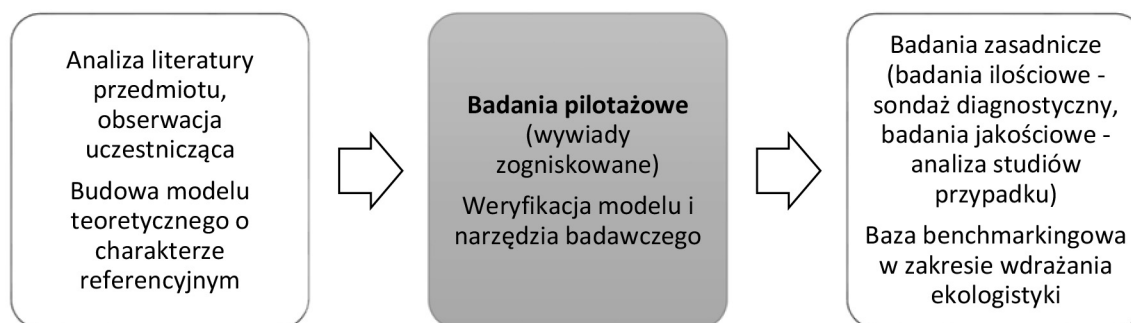 Analiza literatury
przedmiotu,
obserwacja
uczestnicząca
Budowa modelu
teoretycznego o
charakterze
referencyjnym
Badania pilotażowe
(wywiady
zogniskowane)
Weryfikacja modelu i
narzędzia badawczego
Badania zasadnicze
(badania ilościowe -
sondaż diagnostyczny,
badania jakościowe -
analiza studiów
przypadku)
Baza benchmarkingowa
w zakresie wdrażania
ekologistyki